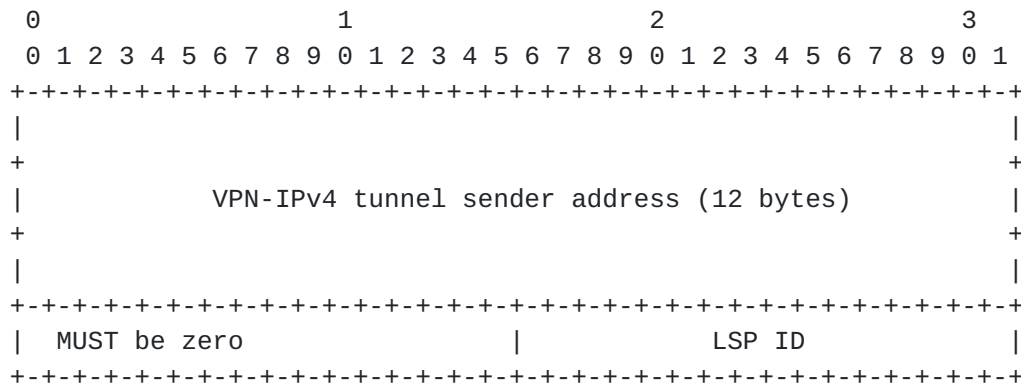 0                   1                   2                   3
 0 1 2 3 4 5 6 7 8 9 0 1 2 3 4 5 6 7 8 9 0 1 2 3 4 5 6 7 8 9 0 1
+-+-+-+-+-+-+-+-+-+-+-+-+-+-+-+-+-+-+-+-+-+-+-+-+-+-+-+-+-+-+-+-+
|                                                               |
+                                                               +
|            VPN-IPv4 tunnel sender address (12 bytes)          |
+                                                               +
|                                                               |
+-+-+-+-+-+-+-+-+-+-+-+-+-+-+-+-+-+-+-+-+-+-+-+-+-+-+-+-+-+-+-+-+
|  MUST be zero                 |            LSP ID             |
+-+-+-+-+-+-+-+-+-+-+-+-+-+-+-+-+-+-+-+-+-+-+-+-+-+-+-+-+-+-+-+-+